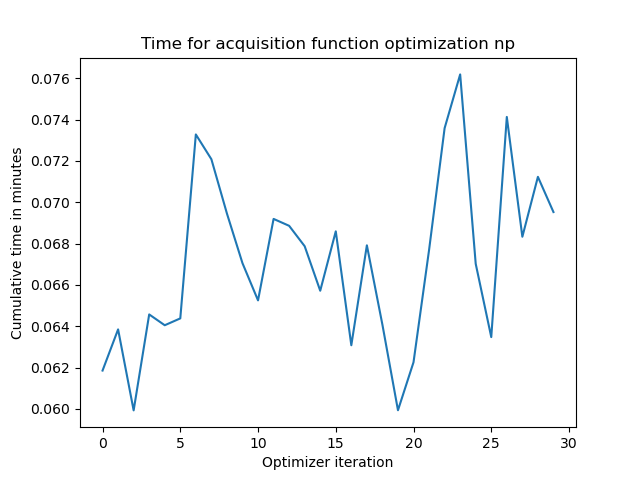 Time for acquisition function optimization np
Cumulative time in minutes
0.076
0.074
0.072
0.070
0.068
0.066
0.064
0.062
0.060
0 5 10 15 20 25 30
Optimizer iteration